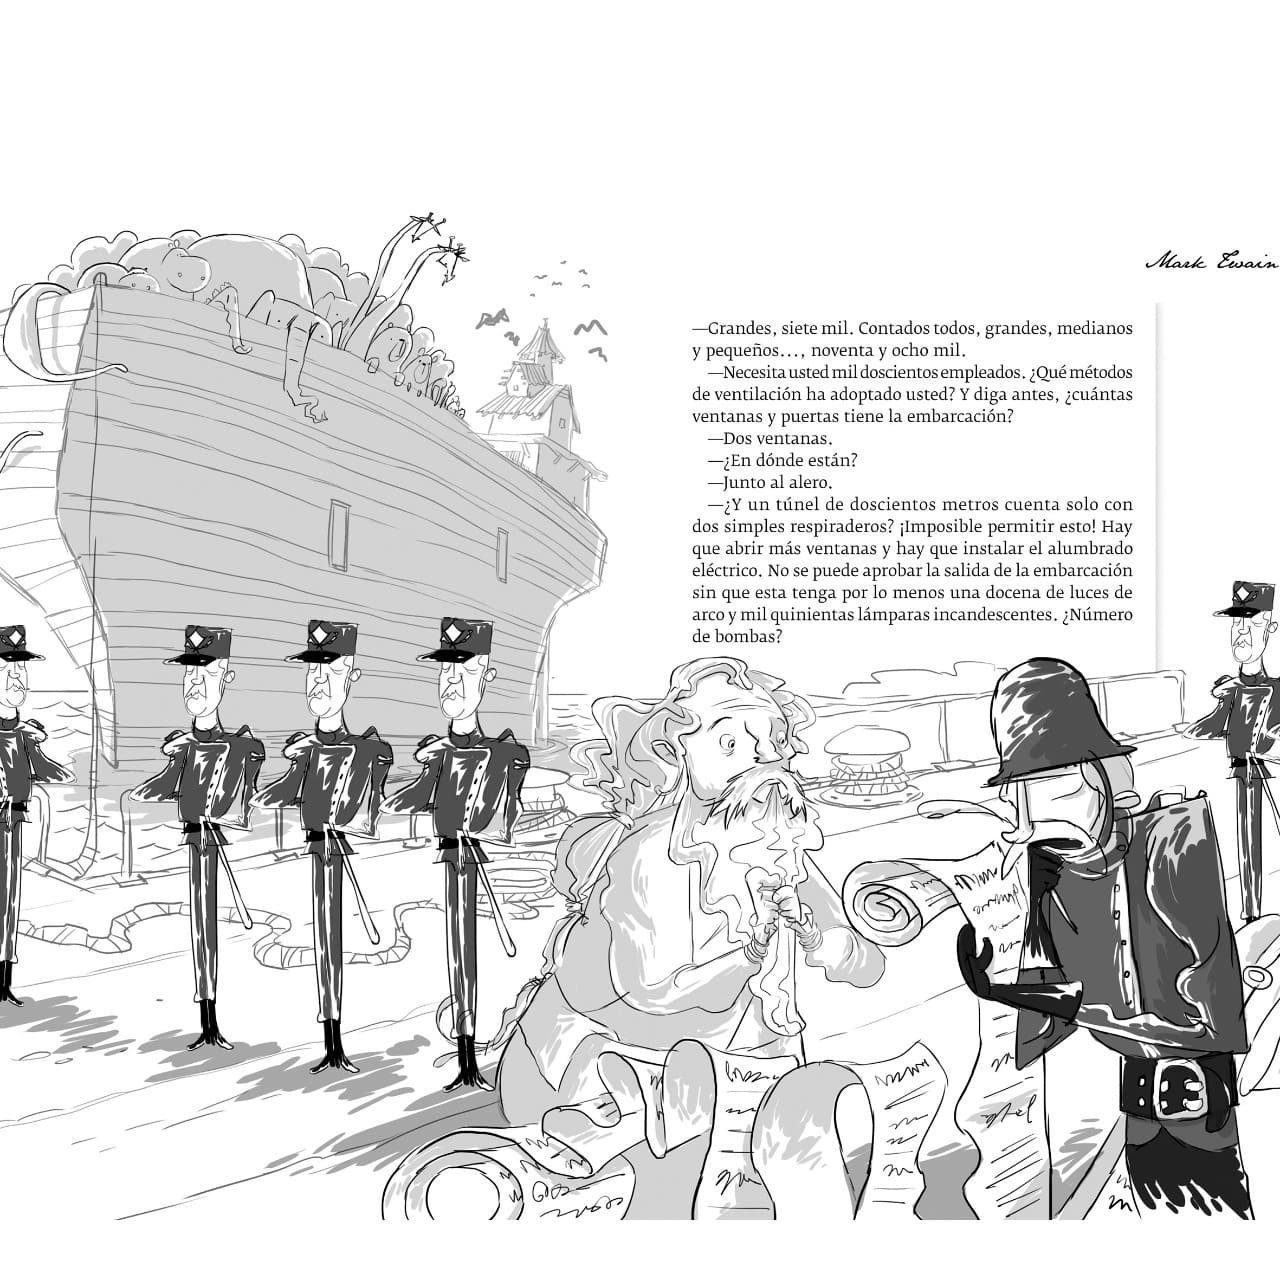 Mark Twain
—Grandes, siete mil. Contados todos, grandes, medianos
y pequeños..., noventa y ocho mil.
—Necesita usted mil doscientos empleados. ¿Qué métodos
de ventilación ha adoptado usted? Y diga antes, ¿cuántas
ventanas y puertas tiene la embarcación?
—Dos ventanas.
—¿En dónde están?
—Junto al alero.
—¿Y un túnel de doscientos metros cuenta solo con
dos simples respiraderos? ¡Imposible permitir esto! Hay
que abrir más ventanas y hay que instalar el alumbrado
eléctrico. No se puede aprobar la salida de la embarcación
sin que esta tenga por lo menos una docena de luces de
arco y mil quinientas lámparas incandescentes. ¿Número
de bombas?